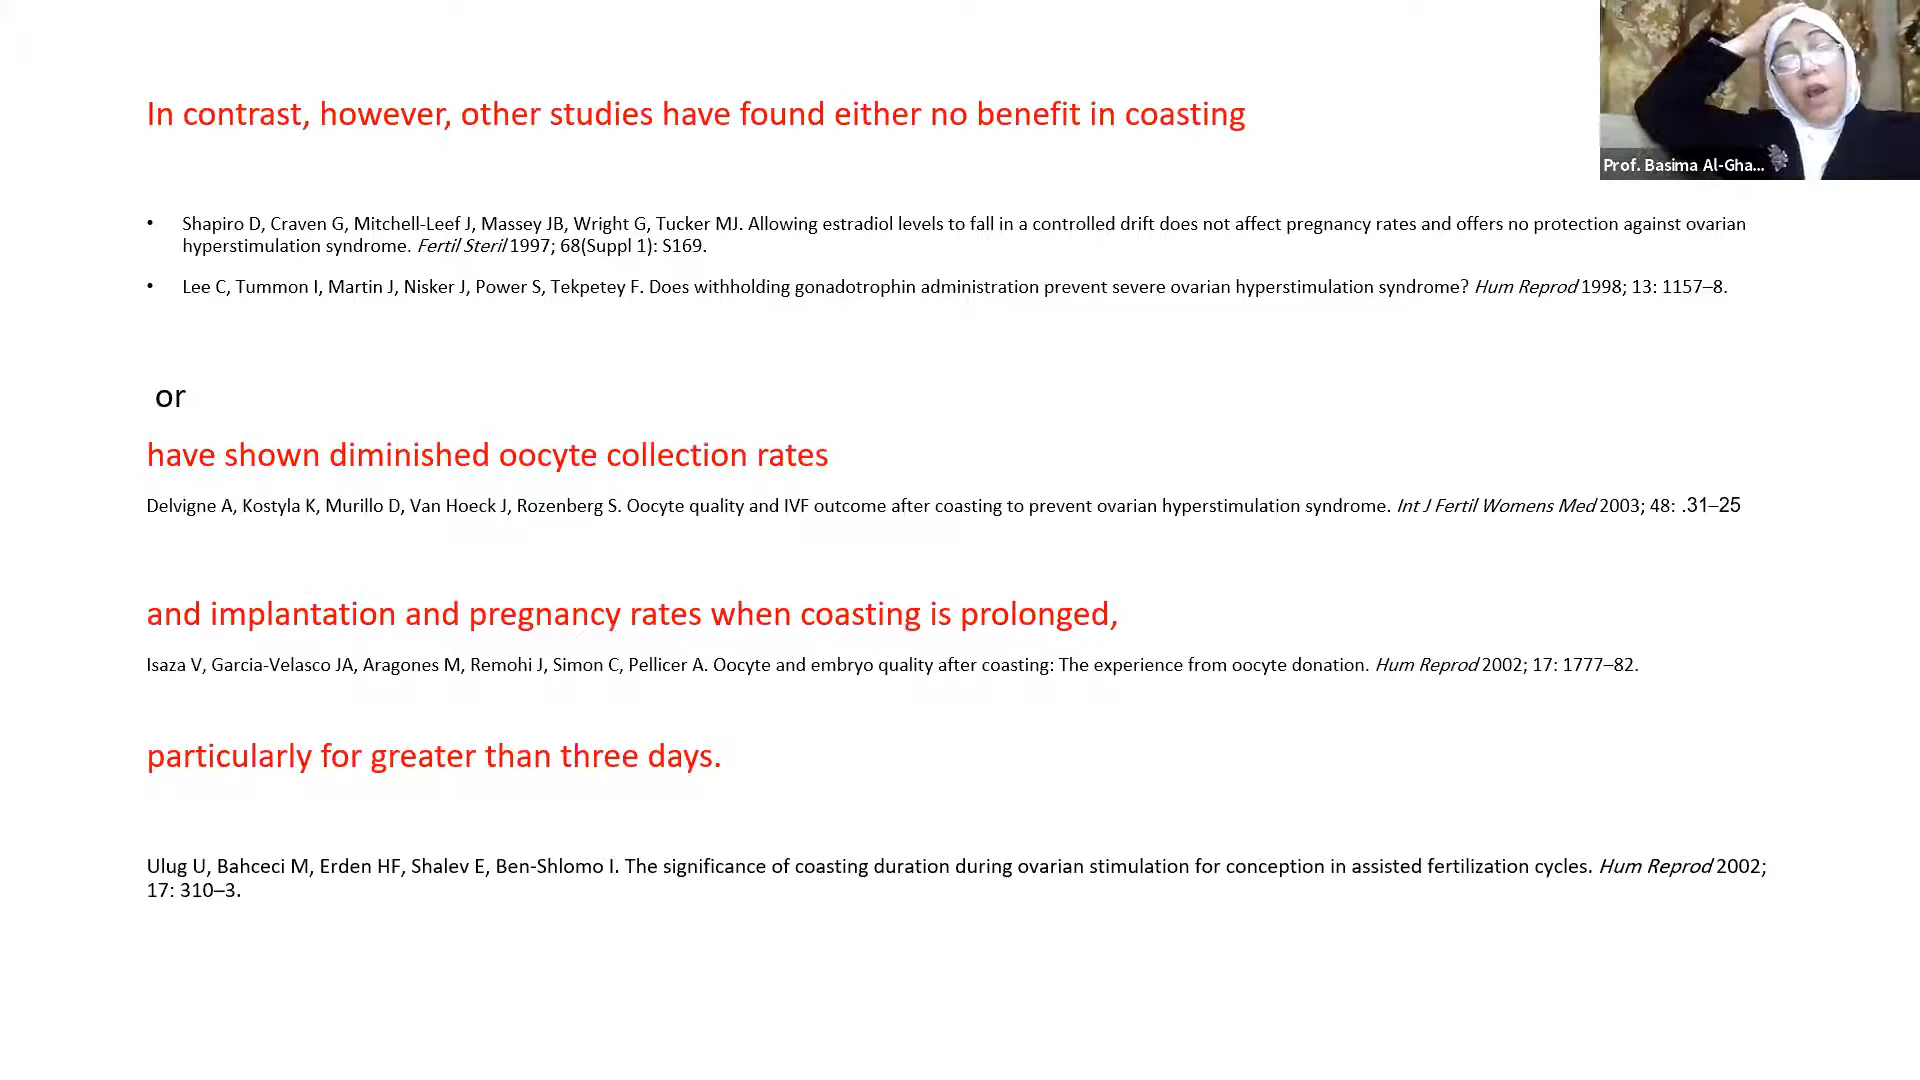 In contrast, however, other studies have found either no benefit in coasting
Prof. Basima Al-Gha...
• Shapiro D, Craven G, Mitchell-Leef J, Massey JB, Wright G, Tucker MJ. Allowing estradiol levels to fall in a controlled drift does not affect pregnancy rates and offers no protection against ovarian
hyperstimulation syndrome. Fertil Steril 1997; 68(Suppl 1): S169.
• Lee C, Tummon I, Martin J, Nisker J, Power S, Tekpetey F. Does withholding gonadotrophin administration prevent severe ovarian hyperstimulation syndrome? Hum Reprod 1998; 13: 1157–8.
or
have shown diminished oocyte collection rates
Delvigne A, Kostyla K, Murillo D, Van Hoeck J, Rozenberg S. Oocyte quality and IVF outcome after coasting to prevent ovarian hyperstimulation syndrome. Int J Fertil Womens Med 2003; 48: .31–25
and implantation and pregnancy rates when coasting is prolonged,
Isaza V, Garcia-Velasco JA, Aragones M, Remohi J, Simon C, Pellicer A. Oocyte and embryo quality after coasting: The experience from oocyte donation. Hum Reprod 2002; 17: 1777–82.
particularly for greater than three days.
Ulug U, Bahceci M, Erden HF, Shalev E, Ben-Shlomo I. The significance of coasting duration during ovarian stimulation for conception in assisted fertilization cycles. Hum Reprod 2002;
17: 310–3.